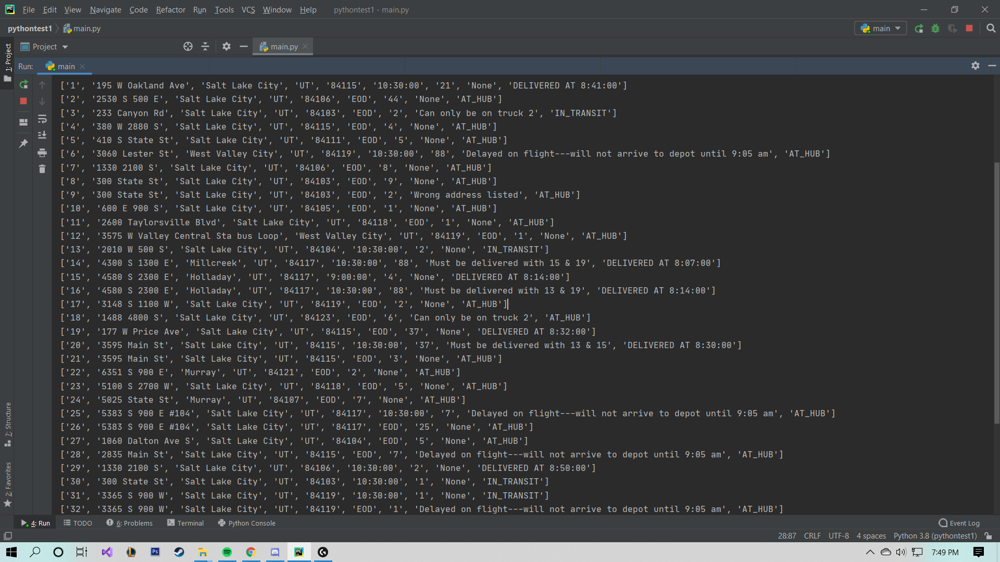 File Edit View Navigate Code Refactor Run Tools VCS Window Help pythontest1 - main.py
pythontest1 main.py main
1: Project
Project main.py
Run: main
['1', '195 W Oakland Ave', 'Salt Lake City', 'UT', '84115', '10:30:00', '21', 'None', 'DELIVERED AT 8:41:00']
['2', '2530 S 500 E', 'Salt Lake City', 'UT', '84106', 'EOD', '44', 'None', 'AT_HUB']
['3', '233 Canyon Rd', 'Salt Lake City', 'UT', '84103', 'EOD', '2', 'Can only be on truck 2', 'IN_TRANSIT']
['4', '380 W 2880 S', 'Salt Lake City', 'UT', '84115', 'EOD', '4', 'None', 'AT_HUB']
['5', '410 S State St', 'Salt Lake City', 'UT', '84111', 'EOD', '5', 'None', 'AT_HUB']
['6', '3060 Lester St', 'West Valley City', 'UT', '84119', '10:30:00', '88', 'Delayed on flight---will not arrive to depot until 9:05 am', 'AT_HUB']
['7', '1330 2100 S', 'Salt Lake City', 'UT', '84106', 'EOD', '8', 'None', 'AT_HUB']
['8', '300 State St', 'Salt Lake City', 'UT', '84103', 'EOD', '9', 'None', 'AT_HUB']
['9', '300 State St', 'Salt Lake City', 'UT', '84103', 'EOD', '2', 'Wrong address listed', 'AT_HUB']
['10', '600 E 900 S', 'Salt Lake City', 'UT', '84105', 'EOD', '1', 'None', 'AT_HUB']
['11', '2600 Taylorsville Blvd', 'Salt Lake City', 'UT', '84118', 'EOD', '1', 'None', 'AT_HUB']
['12', '3575 W Valley Central Sta bus Loop', 'West Valley City', 'UT', '84119', 'EOD', '1', 'None', 'AT_HUB']
['13', '2010 W 500 S', 'Salt Lake City', 'UT', '84104', '10:30:00', '2', 'None', 'IN_TRANSIT']
['14', '4300 S 1300 E', 'Millcreek', 'UT', '84117', '10:30:00', '88', 'Must be delivered with 15 & 19', 'DELIVERED AT 8:07:00']
['15', '4580 S 2300 E', 'Holladay', 'UT', '84117', '9:00:00', '4', 'None', 'DELIVERED AT 8:14:00']
['16', '4580 S 2300 E', 'Holladay', 'UT', '84117', '10:30:00', '88', 'Must be delivered with 13 & 19', 'DELIVERED AT 8:14:00']
['17', '3148 S 1100 W', 'Salt Lake City', 'UT', '84119', 'EOD', '2', 'None', 'AT_HUB']
['18', '1488 4800 S', 'Salt Lake City', 'UT', '84123', 'EOD', '6', 'Can only be on truck 2', 'AT_HUB']
['19', '177 W Price Ave', 'Salt Lake City', 'UT', '84115', 'EOD', '37', 'None', 'DELIVERED AT 8:32:00']
['20', '3595 Main St', 'Salt Lake City', 'UT', '84115', '10:30:00', '37', 'Must be delivered with 13 & 15', 'DELIVERED AT 8:30:00']
['21', '3595 Main St', 'Salt Lake City', 'UT', '84115', 'EOD', '3', 'None', 'AT_HUB']
['22', '6351 S 900 E', 'Murray', 'UT', '84121', 'EOD', '2', 'None', 'AT_HUB']
['23', '5100 S 2700 W', 'Salt Lake City', 'UT', '84118', 'EOD', '5', 'None', 'AT_HUB']
['24', '5025 State St', 'Murray', 'UT', '84107', 'EOD', '7', 'None', 'AT_HUB']
['25', '5383 S 900 E #104', 'Salt Lake City', 'UT', '84117', '10:30:00', '7', 'Delayed on flight---will not arrive to depot until 9:05 am', 'AT_HUB']
['26', '5383 S 900 E #104', 'Salt Lake City', 'UT', '84117', 'EOD', '25', 'None', 'AT_HUB']
['27', '1060 Dalton Ave S', 'Salt Lake City', 'UT', '84104', 'EOD', '5', 'None', 'AT_HUB']
['28', '2835 Main St', 'Salt Lake City', 'UT', '84115', 'EOD', '7', 'Delayed on flight---will not arrive to depot until 9:05 am', 'AT_HUB']
['29', '1330 2100 S', 'Salt Lake City', 'UT', '84106', '10:30:00', '2', 'None', 'DELIVERED AT 8:50:00']
['30', '300 State St', 'Salt Lake City', 'UT', '84103', '10:30:00', '1', 'None', 'IN_TRANSIT']
['31', '3365 S 900 W', 'Salt Lake City', 'UT', '84119', '10:30:00', '1', 'None', 'IN_TRANSIT']
['32', '3365 S 900 W', 'Salt Lake City', 'UT', '84119', 'EOD', '1', 'Delayed on flight---will not arrive to depot until 9:05 am', 'AT_HUB']
7: Structure
2: Favorites
4: Run TODO 6: Problems Terminal Python Console Event Log
28:87 CRLF UTF-8 4 spaces Python 3.8 (pythontest1)
7:49 PM